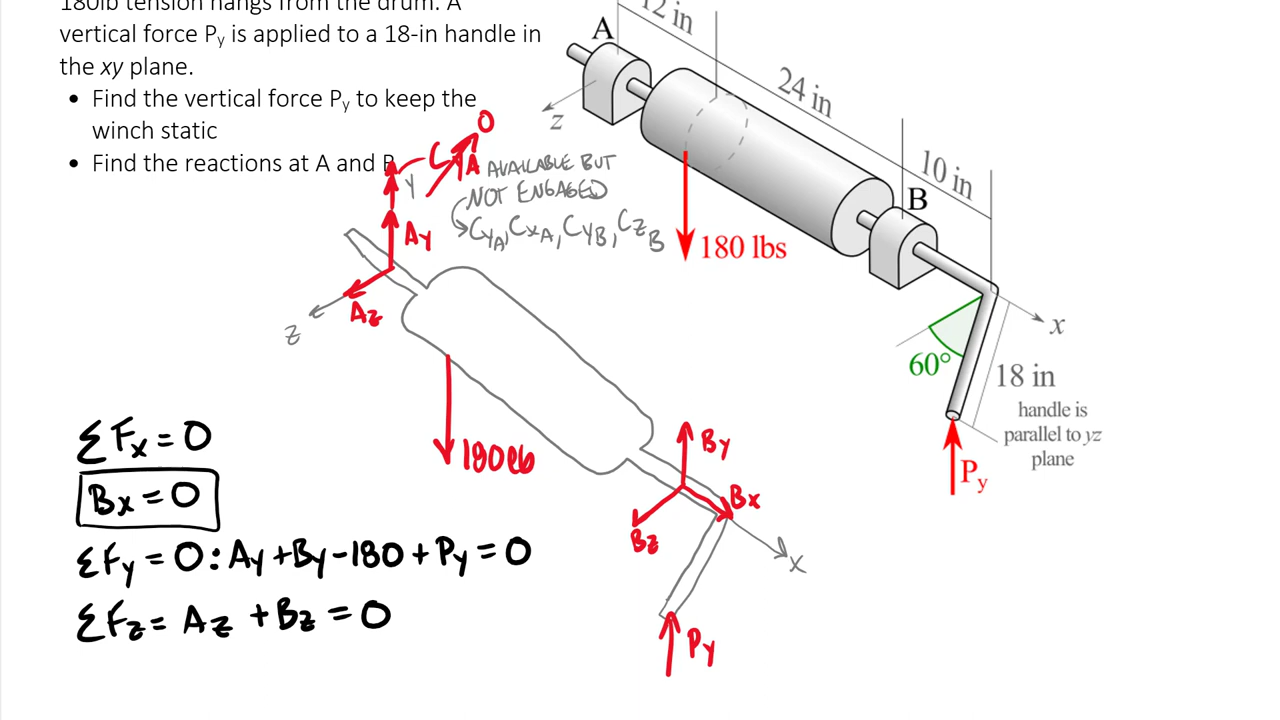 180lb tension hangs from the drum. A
vertical force Py is applied to a 18-in handle in
the xy plane.
• Find the vertical force Py to keep the
winch static
• Find the reactions at A and B
A
12 in
24 in
10 in
B
z
180 lbs
x
60°
18 in
handle is
parallel to yz
plane
Py
O
Y
AVAILABLE BUT
NOT ENGAGED
CyA, CxA, CyB, CzB
Ay
Az
z
180lb
By
Bx
Bz
x
Py
ΣFx = 0
Bx = 0
ΣFy = 0: Ay + By - 180 + Py = 0
ΣFz = Az + Bz = 0